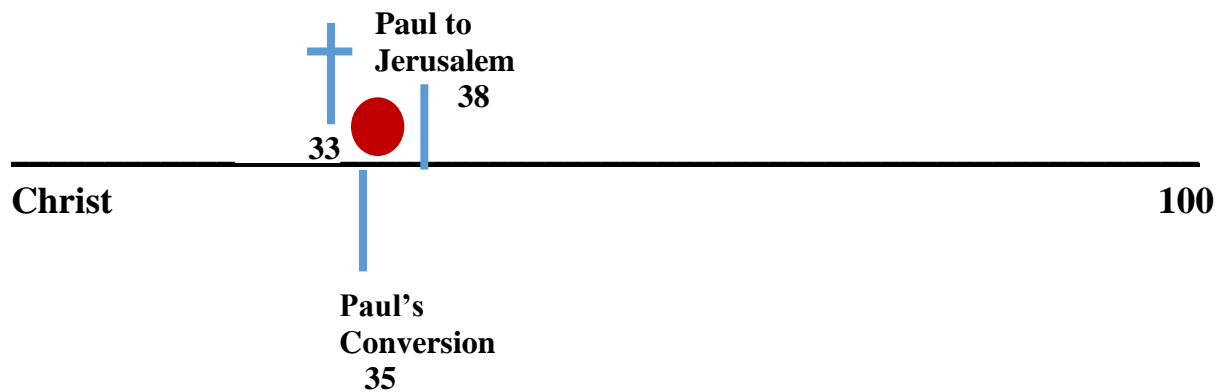 Paul to
Jerusalem
38
33
Christ
100
Paul’s
Conversion
35